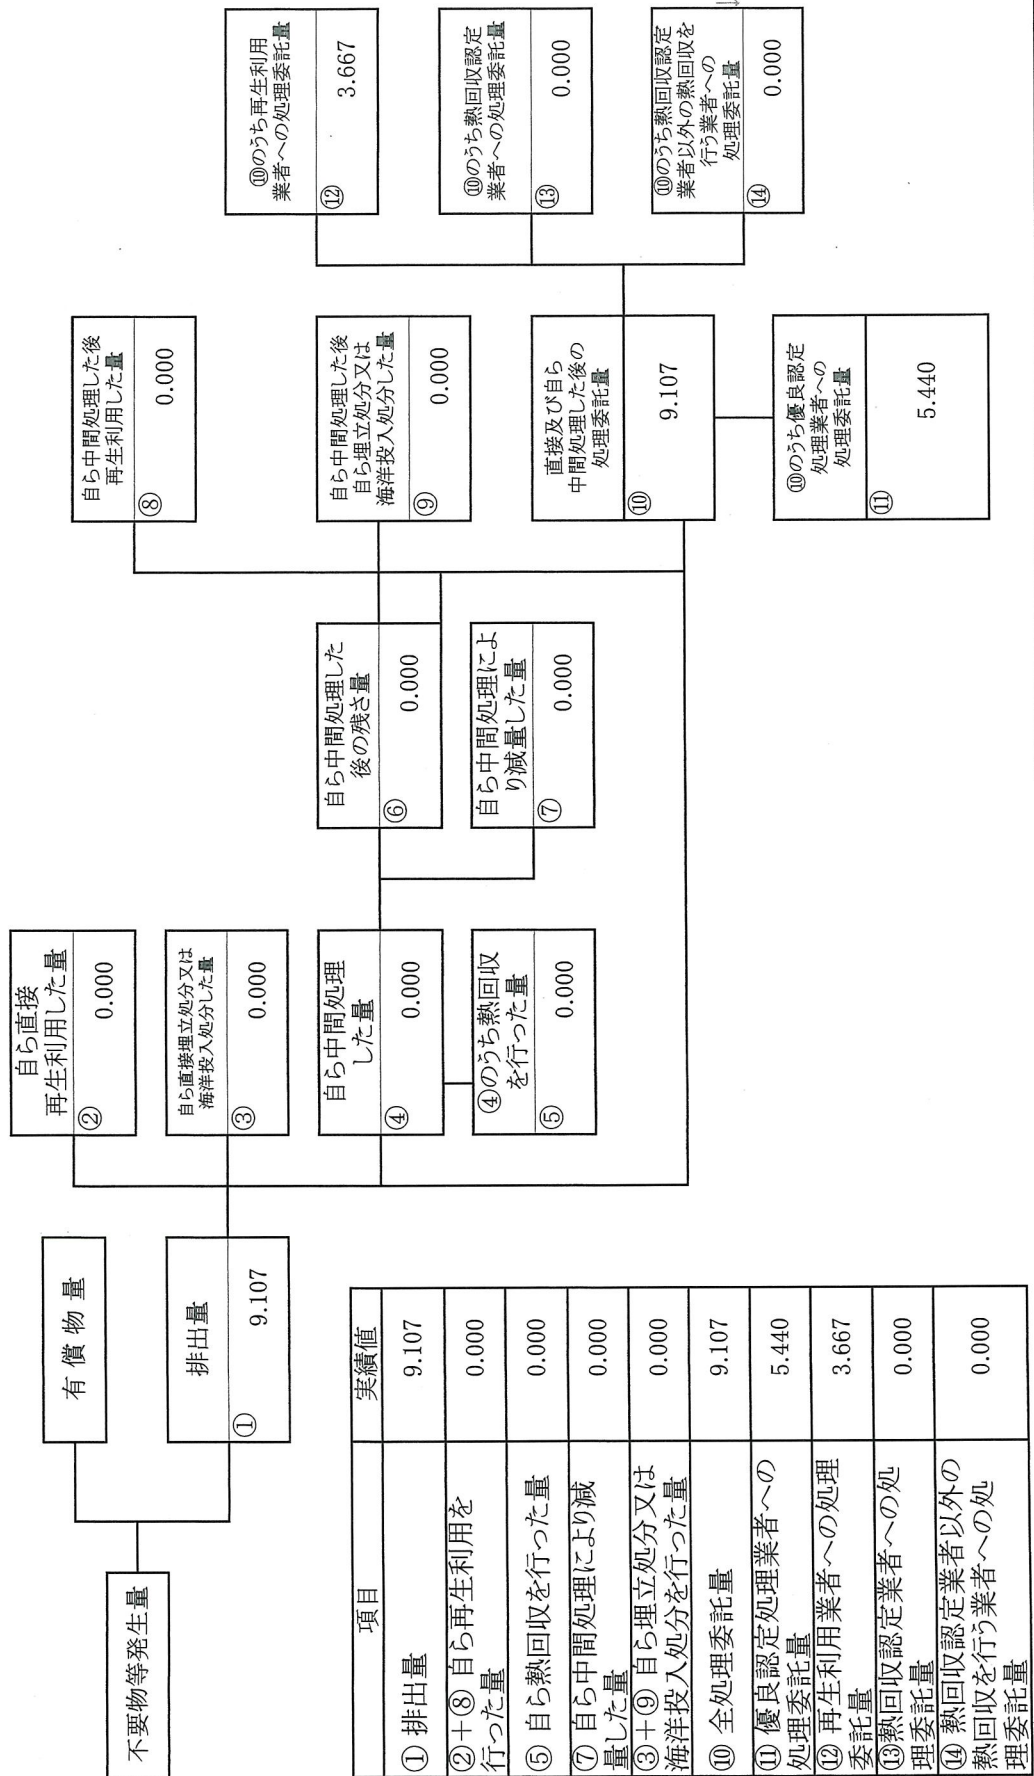 不要物等発生量
有償物量
排出量
①
9.107
自ら直接
再生利用した量
②
0.000
自ら直接埋立処分又は
海洋投入処分した量
③
0.000
自ら中間処理
した量
④
0.000
④のうち熱回収
を行った量
⑤
0.000
自ら中間処理した
後の残さ量
⑥
0.000
自ら中間処理によ
り減量した量
⑦
0.000
自ら中間処理した後
再生利用した量
⑧
0.000
自ら中間処理した後
自ら埋立処分又は
海洋投入処分した量
⑨
0.000
直接及び自ら
中間処理した後の
処理委託量
⑩
9.107
⑩のうち優良認定
処理業者への
処理委託量
⑪
5.440
⑩のうち再生利用
業者への処理委託量
⑫
3.667
⑩のうち熱回収認定
業者への処理委託量
⑬
0.000
⑩のうち熱回収認定
業者以外の熱回収を
行う業者への
処理委託量
⑭
0.000
項目
実績値
①排出量
9.107
②+⑧ 自ら再生利用を
行った量
0.000
⑤ 自ら熱回収を行った量
0.000
⑦ 自ら中間処理により減
量した量
0.000
③+⑨ 自ら埋立処分又は
海洋投入処分を行った量
0.000
⑩ 全処理委託量
9.107
⑪ 優良認定処理業者への
処理委託量
5.440
⑫ 再生利用業者への処理
委託量
3.667
⑬熱回収認定業者への処
理委託量
0.000
⑭ 熱回収認定業者以外の
熱回収を行う業者への処
理委託量
0.000